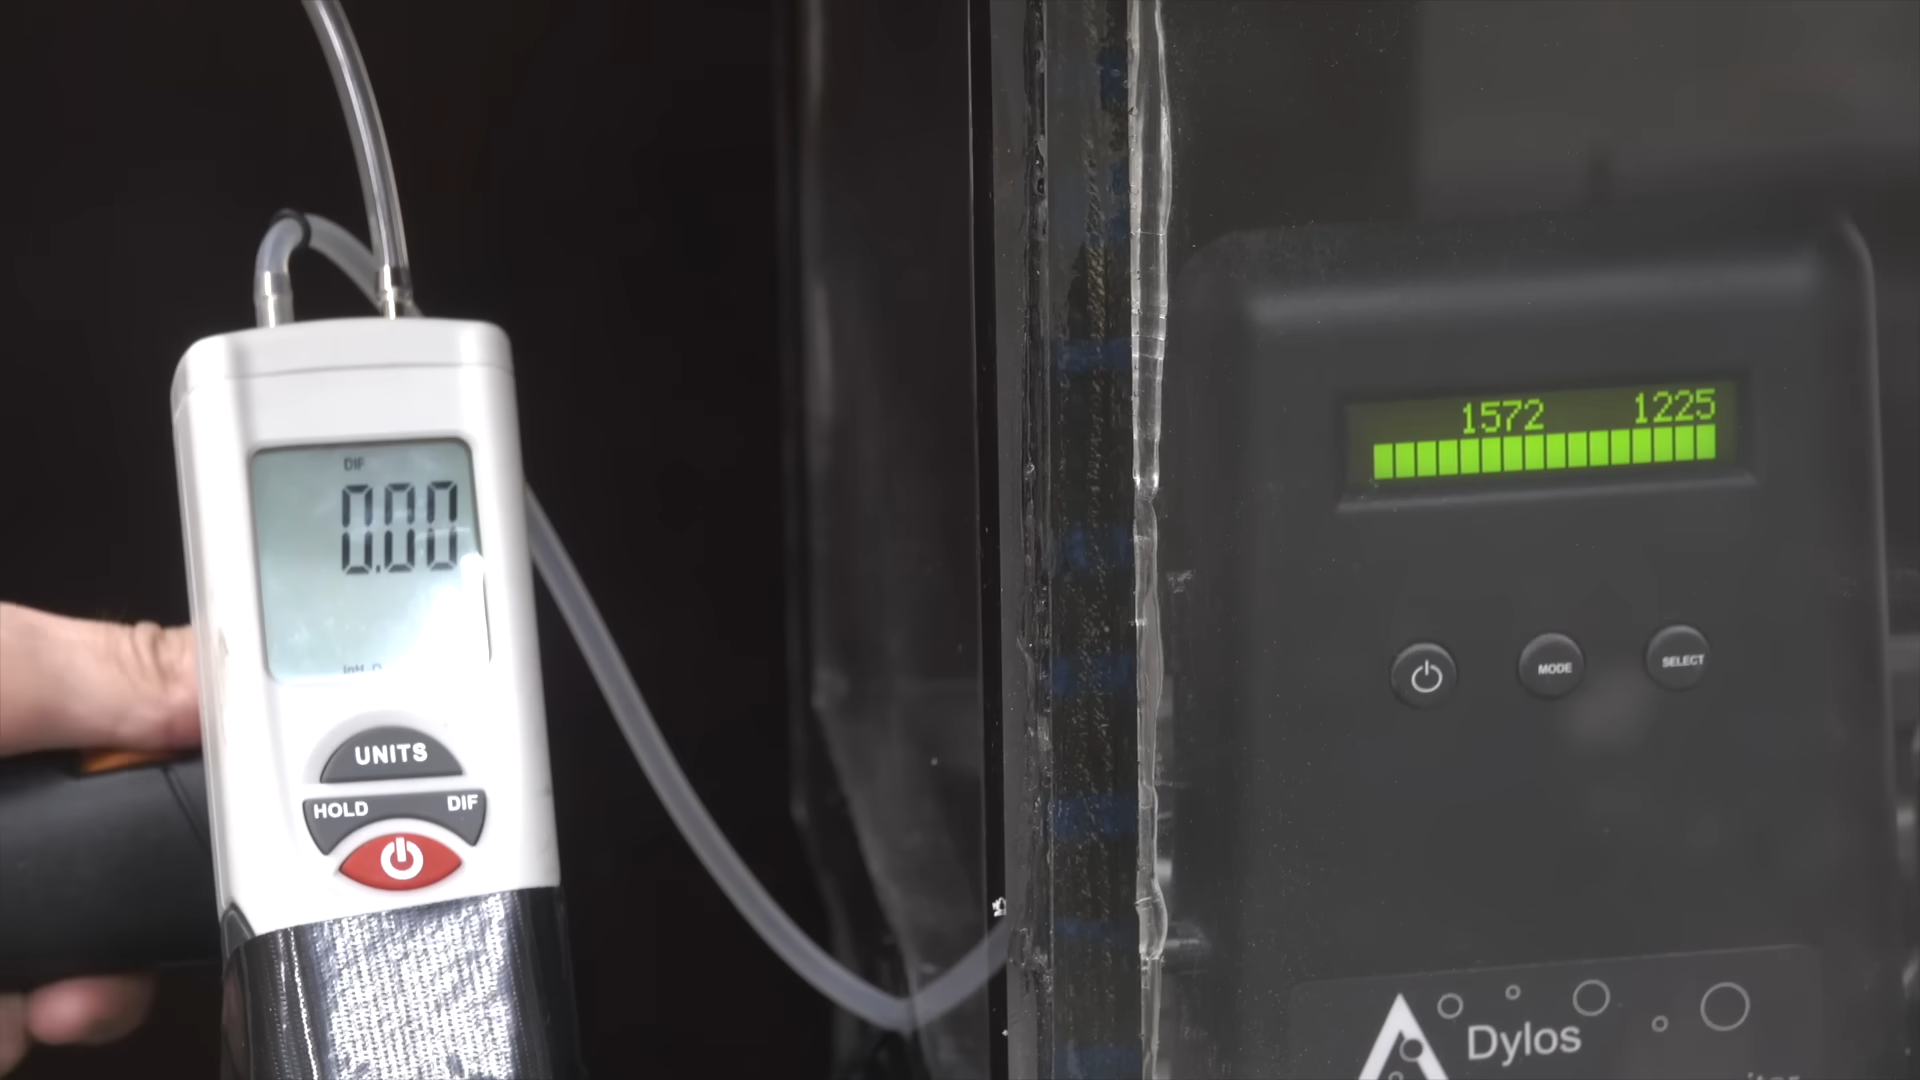 DIF
0.00
UNITS
HOLD DIF
1572 1225
MODE SELECT
Dylos